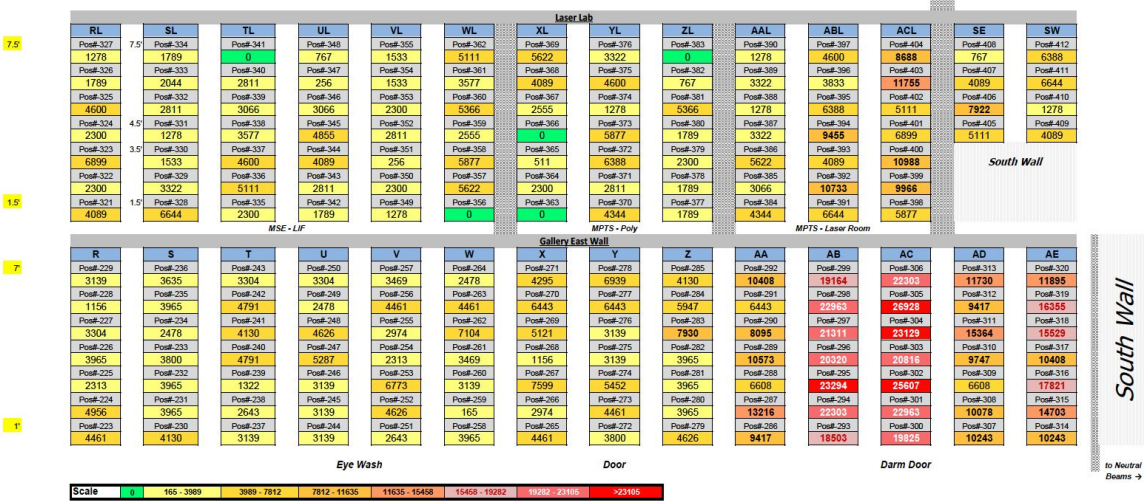 Laser Lab
RL SL TL UL VL WL XL YL ZL AAL ABL ACL SE SW
7.5' Pos#-327 7.5' Pos#-334 Pos#-341 Pos#-348 Pos#-355 Pos#-362 Pos#-369 Pos#-376 Pos#-383 Pos#-390 Pos#-397 Pos#-404 Pos#-408 Pos#-412
1278 1789 0 767 1533 5111 5622 3322 0 1278 4600 8688 767 6388
Pos#-326 Pos#-333 Pos#-340 Pos#-347 Pos#-354 Pos#-361 Pos#-368 Pos#-375 Pos#-382 Pos#-389 Pos#-396 Pos#-403 Pos#-407 Pos#-411
1789 2044 2811 256 1533 3577 4089 4600 767 3322 3833 11755 4089 6644
Pos#-325 Pos#-332 Pos#-339 Pos#-346 Pos#-353 Pos#-360 Pos#-367 Pos#-374 Pos#-381 Pos#-388 Pos#-395 Pos#-402 Pos#-406 Pos#-410
4600 2811 3066 3066 2300 5366 2555 1278 5366 1278 6388 5111 7922 1278
Pos#-324 4.5' Pos#-331 Pos#-338 Pos#-345 Pos#-352 Pos#-359 Pos#-366 Pos#-373 Pos#-380 Pos#-387 Pos#-394 Pos#-401 Pos#-405 Pos#-409
2300 1278 3577 4855 2811 2555 0 5877 1789 3322 9455 6899 5111 4089
Pos#-323 3.5' Pos#-330 Pos#-337 Pos#-344 Pos#-351 Pos#-358 Pos#-365 Pos#-372 Pos#-379 Pos#-386 Pos#-393 Pos#-400
6899 1533 4600 4089 256 5877 511 6388 2300 5622 4089 10988 South Wall
Pos#-322 Pos#-329 Pos#-336 Pos#-343 Pos#-350 Pos#-357 Pos#-364 Pos#-371 Pos#-378 Pos#-385 Pos#-392 Pos#-399
2300 3322 5111 2811 2300 5622 2300 2811 1789 3066 10733 9966
1.5' Pos#-321 1.5' Pos#-328 Pos#-335 Pos#-342 Pos#-349 Pos#-356 Pos#-363 Pos#-370 Pos#-377 Pos#-384 Pos#-391 Pos#-398
4089 6644 2300 1789 1278 0 0 4344 1789 4344 6644 5877
MSE - LIF MPTS - Poly MPTS - Laser Room
Gallery East Wall
R S T U V W X Y Z AA AB AC AD AE
7' Pos#-229 Pos#-236 Pos#-243 Pos#-250 Pos#-257 Pos#-264 Pos#-271 Pos#-278 Pos#-285 Pos#-292 Pos#-299 Pos#-306 Pos#-313 Pos#-320
3139 3635 3304 3304 3469 2478 4295 6939 4130 10408 19164 22303 11730 11895
Pos#-228 Pos#-235 Pos#-242 Pos#-249 Pos#-256 Pos#-263 Pos#-270 Pos#-277 Pos#-284 Pos#-291 Pos#-298 Pos#-305 Pos#-312 Pos#-319
1156 3965 4791 2478 4461 4461 6443 6443 5947 6443 22963 26928 9417 16355
Pos#-227 Pos#-234 Pos#-241 Pos#-248 Pos#-255 Pos#-262 Pos#-269 Pos#-276 Pos#-283 Pos#-290 Pos#-297 Pos#-304 Pos#-311 Pos#-318
3304 2478 4130 4626 2974 7104 5121 3139 7930 8095 21311 23129 15364 15529
Pos#-226 Pos#-233 Pos#-240 Pos#-247 Pos#-254 Pos#-261 Pos#-268 Pos#-275 Pos#-282 Pos#-289 Pos#-296 Pos#-303 Pos#-310 Pos#-317
3965 3800 4791 5287 2313 3469 1156 3139 3965 10573 20320 20816 9747 10408
Pos#-225 Pos#-232 Pos#-239 Pos#-246 Pos#-253 Pos#-260 Pos#-267 Pos#-274 Pos#-281 Pos#-288 Pos#-295 Pos#-302 Pos#-309 Pos#-316
2313 3965 1322 3139 6773 3139 7599 5452 3965 6608 23294 25607 6608 17821
Pos#-224 Pos#-231 Pos#-238 Pos#-245 Pos#-252 Pos#-259 Pos#-266 Pos#-273 Pos#-280 Pos#-287 Pos#-294 Pos#-301 Pos#-308 Pos#-315
4956 3965 2643 3139 4626 165 2974 4461 3965 13216 22303 22963 10078 14703
1' Pos#-223 Pos#-230 Pos#-237 Pos#-244 Pos#-251 Pos#-258 Pos#-265 Pos#-272 Pos#-279 Pos#-286 Pos#-293 Pos#-300 Pos#-307 Pos#-314
4461 4130 3139 3139 2643 3965 4461 3800 4626 9417 18503 19825 10243 10243
South Wall
Eye Wash Door Darm Door
to Neutral
Beams →
Scale 0 165 - 3989 3989 - 7812 7812 - 11635 11635 - 15458 15458 - 19282 19282 - 23105 >23105